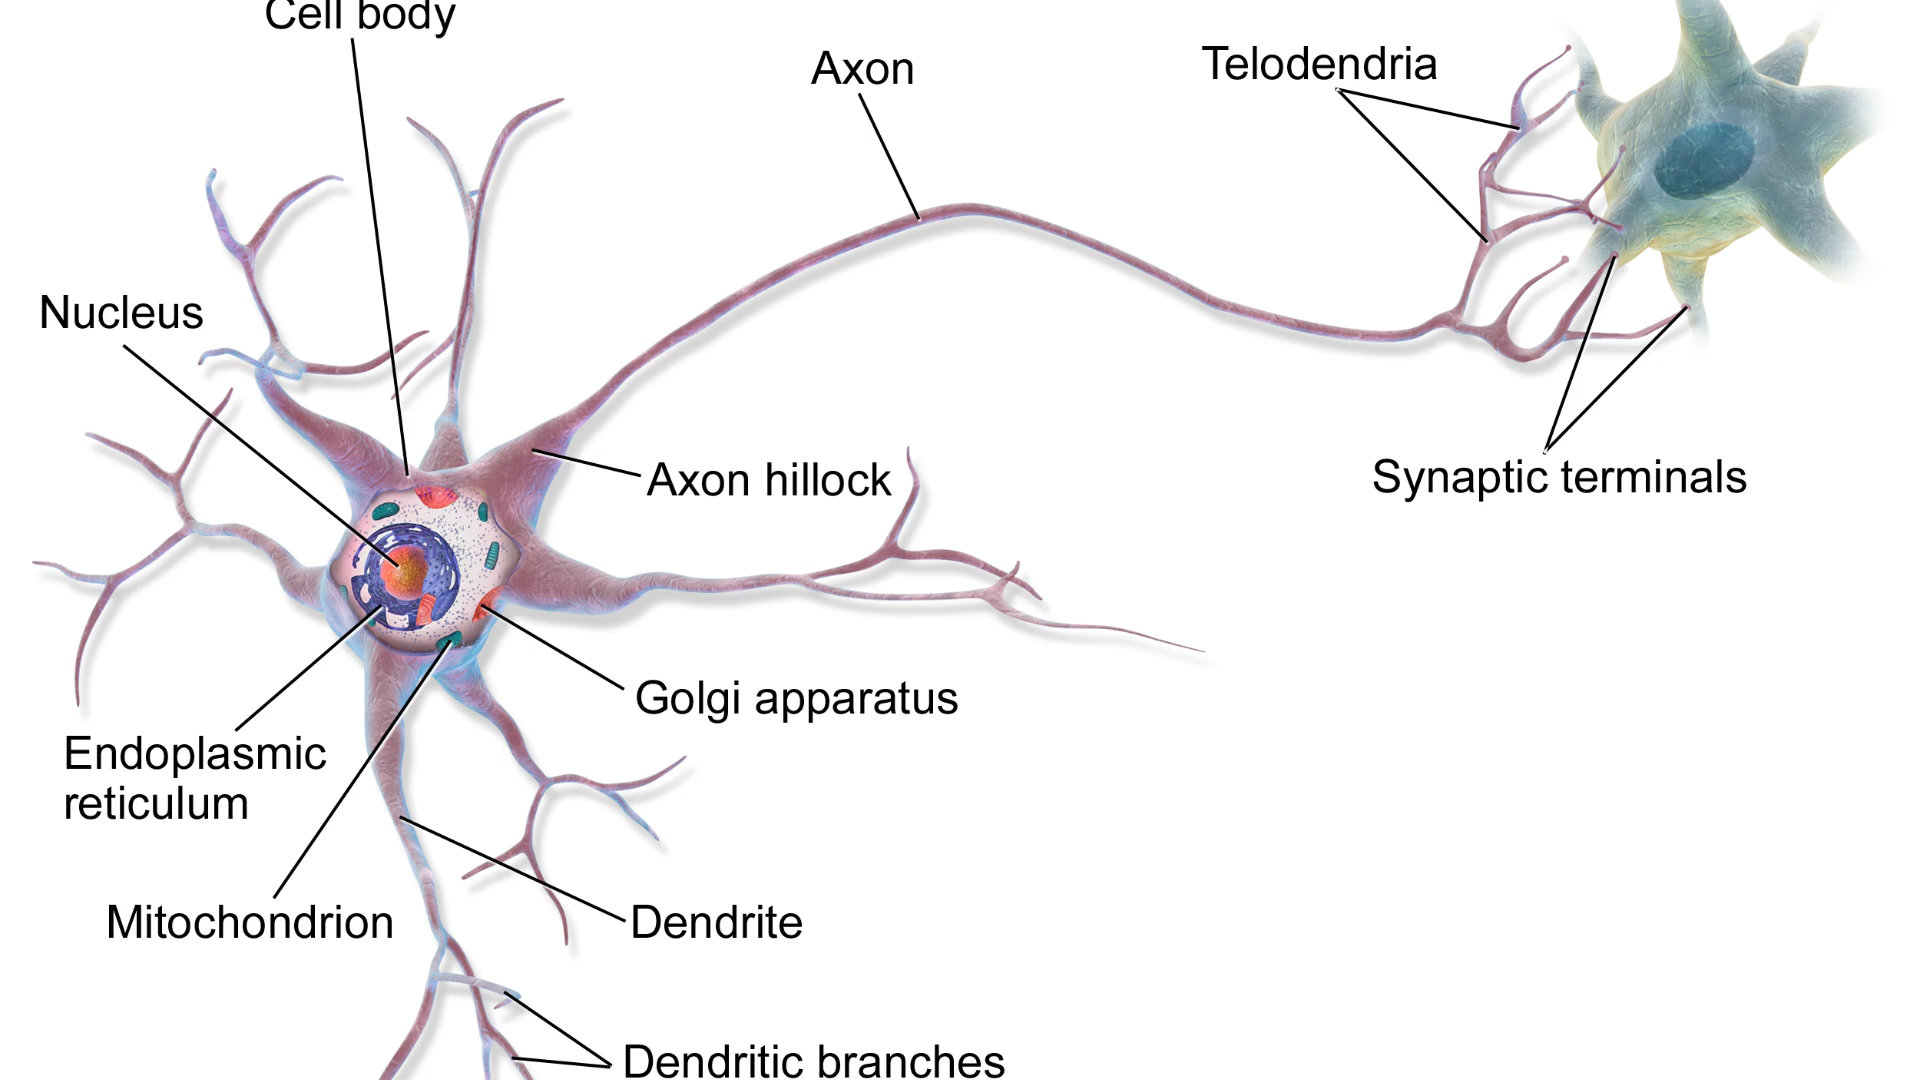 Cell body
Axon
Telodendria
Nucleus
Axon hillock
Synaptic terminals
Golgi apparatus
Endoplasmic
reticulum
Mitochondrion
Dendrite
Dendritic branches